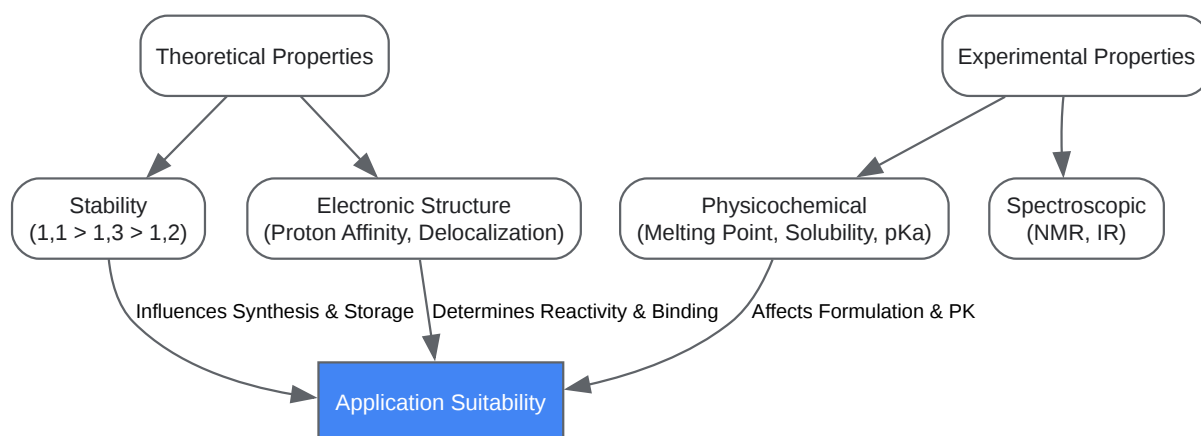 Theoretical Properties
Experimental Properties
Stability
(1,1 > 1,3 > 1,2)
Electronic Structure
(Proton Affinity, Delocalization)
Physicochemical
(Melting Point, Solubility, pKa)
Spectroscopic
(NMR, IR)
Influences Synthesis & Storage
Determines Reactivity & Binding
Affects Formulation & PK
Application Suitability